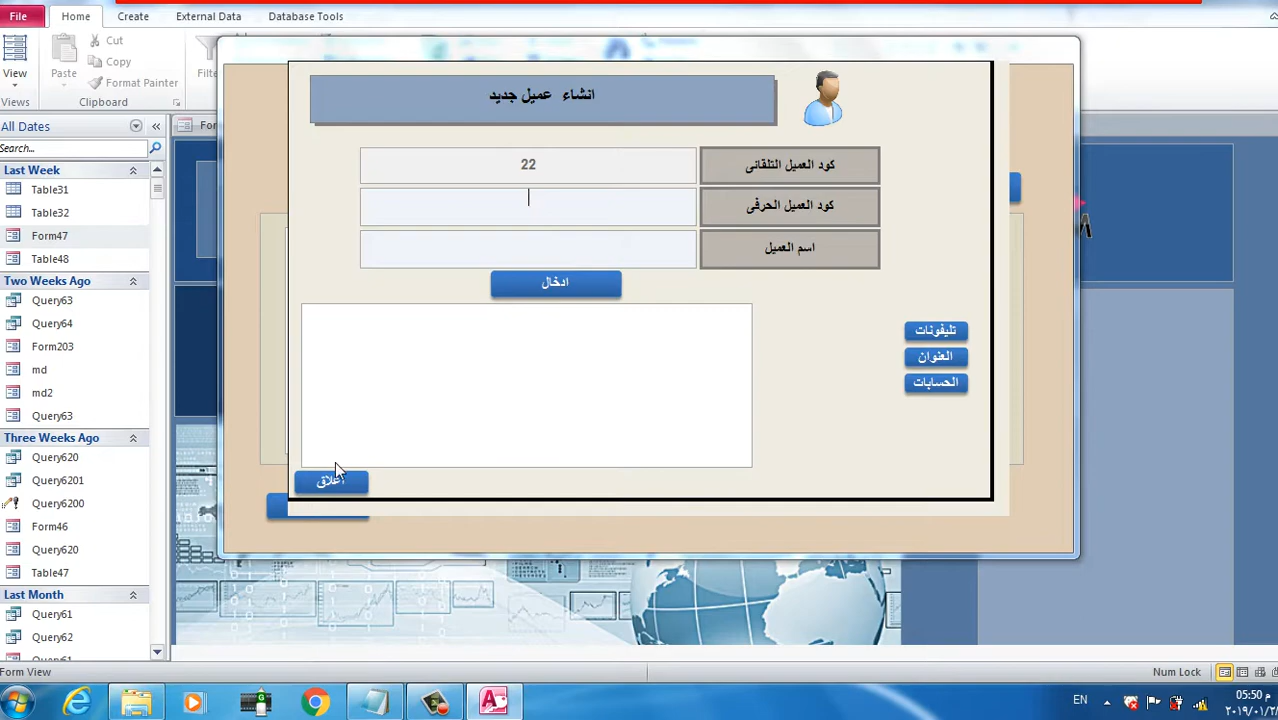 File
Home
Create
External Data
Database Tools
View
Views
Paste
Cut
Copy
Format Painter
Clipboard
All Dates
Search...
Last Week
Table31
Table32
Form47
Table48
Two Weeks Ago
Query63
Query64
Form203
md
md2
Query63
Three Weeks Ago
Query620
Query6201
Query6200
Form46
Query620
Table47
Last Month
Query61
Query62
انشاء عميل جديد
كود العميل التلقائى
22
كود العميل الحرفى
اسم العميل
ادخال
تليفونات
العنوان
الحسابات
اغلاق
Form View
Num Lock
EN
05:50 م